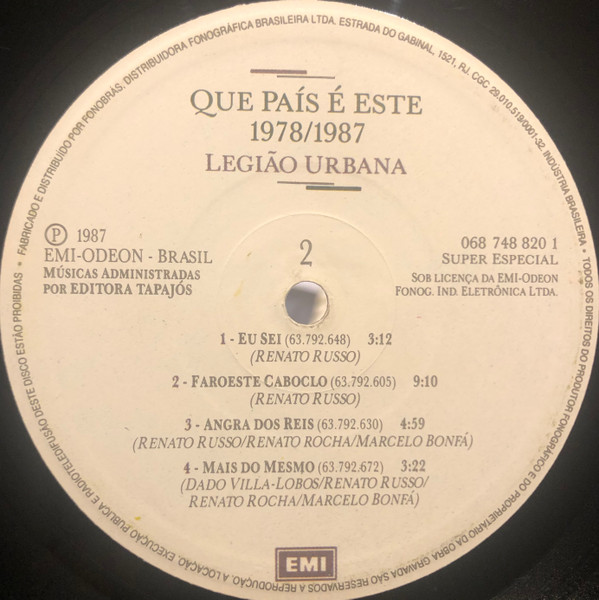 QUE PAÍS É ESTE
1978/1987
LEGIÃO URBANA
℗ 1987
EMI-ODEON - BRASIL
MÚSICAS ADMINISTRADAS
POR EDITORA TAPAJÓS
2
068 748 820 1
SUPER ESPECIAL
SOB LICENÇA DA EMI-ODEON
FONOG. IND. ELETRÔNICA LTDA.
1 - EU SEI (63.792.648) 3:12
(RENATO RUSSO)
2 - FAROESTE CABOCLO (63.792.605) 9:10
(RENATO RUSSO)
3 - ANGRA DOS REIS (63.792.630) 4:59
(RENATO RUSSO/RENATO ROCHA/MARCELO BONFÁ)
4 - MAIS DO MESMO (63.792.672) 3:22
(DADO VILLA-LOBOS/RENATO RUSSO/
RENATO ROCHA/MARCELO BONFÁ)
EMI
• FABRICADO E DISTRIBUIDO POR FONOBRÁS, DISTRIBUIDORA FONOGRÁFICA BRASILEIRA LTDA. ESTRADA DO GABINAL, 1521, RJ. CGC 29.010.519/0001-32. INDÚSTRIA BRASILEIRA • TODOS OS DIREITOS DO PRODUTOR FONOGRÁFICO E DO PROPRIETÁRIO DA OBRA GRAVADA SÃO RESERVADOS A REPRODUÇÃO, A LOCAÇÃO, EXECUÇÃO PÚBLICA E RADIOTELEDIFUSÃO DESTE DISCO ESTÃO PROIBIDAS